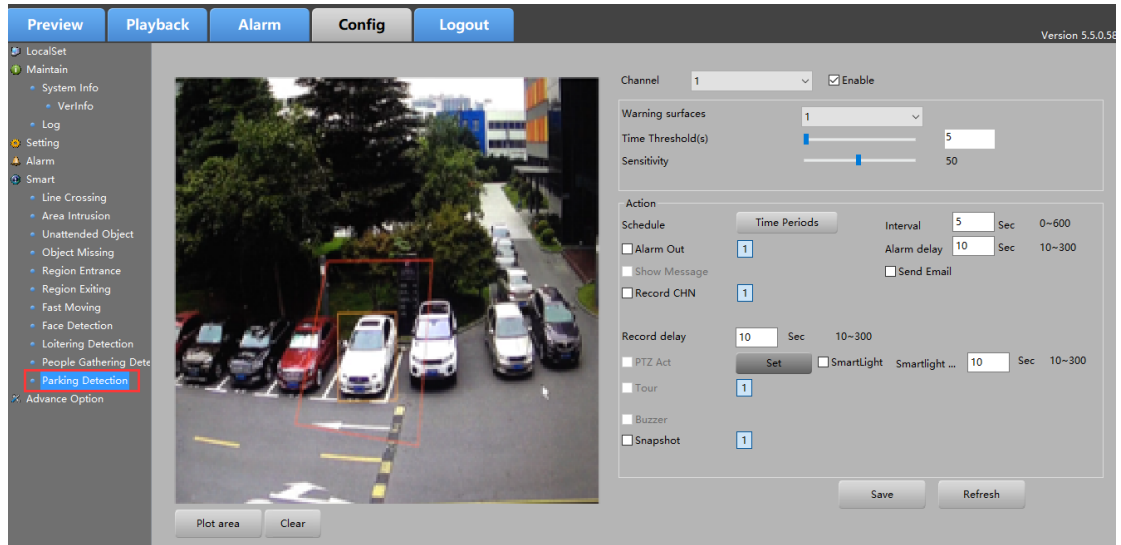 Preview Playback Alarm Config Logout
Version 5.5.0.58
LocalSet
Maintain
System Info
VerInfo
Log
Setting
Alarm
Smart
Line Crossing
Area Intrusion
Unattended Object
Object Missing
Region Entrance
Region Exiting
Fast Moving
Face Detection
Loitering Detection
People Gathering Dete
Parking Detection
Advance Option
Plot area Clear
Channel 1 Enable
Warning surfaces 1
Time Threshold(s) 5
Sensitivity 50
Action
Schedule Time Periods Interval 5 Sec 0~600
Alarm Out 1 Alarm delay 10 Sec 10~300
Show Message Send Email
Record CHN 1
Record delay 10 Sec 10~300
PTZ Act Set SmartLight Smartlight ... 10 Sec 10~300
Tour 1
Buzzer
Snapshot 1
Save Refresh